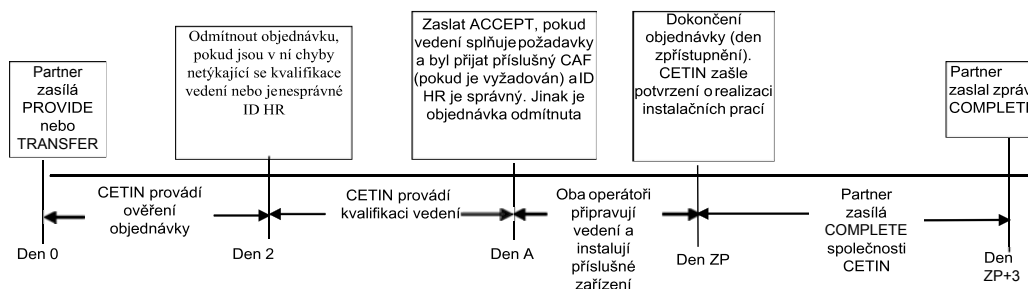 Partner
zasílá
PROVIDE
nebo
TRANSFER
Odmítnout objednávku,
pokud jsou v ní chyby
netýkající se kvalifikace
vedení nebo jenesprávné
ID HR
Zaslat ACCEPT, pokud
vedení splňuje požadavky
a byl přijat příslušný CAF
(pokud je vyžadován) a ID
HR je správný. Jinak je
objednávka odmítnuta
Dokončení
objednávky (den
zpřístupnění).
CETIN zašle
potvrzení o realizaci
instalačních prací
Partner
zaslal zpráv
COMPLETE
CETIN provádí
ověření
objednávky
CETIN provádí
kvalifikaci vedení
Oba operátoři
připravují
vedení a
instalují
příslušné
zařízení
Partner
zasílá
COMPLETE
společnosti
CETIN
Den 0
Den 2
Den A
Den ZP
Den
ZP+3